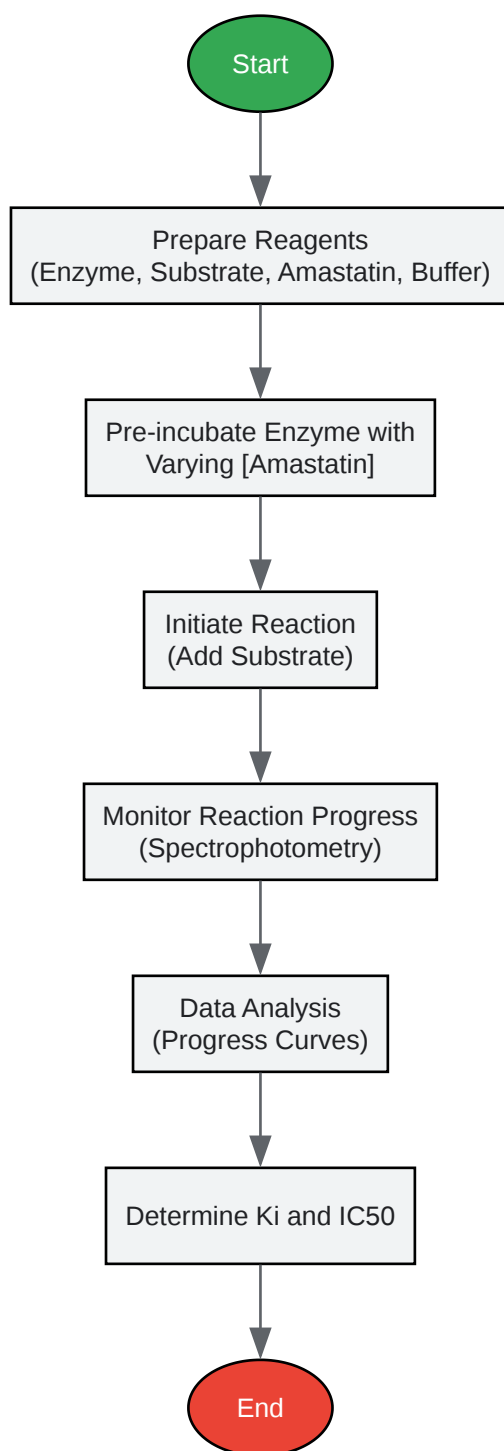 Start
Prepare Reagents
(Enzyme, Substrate, Amastatin, Buffer)
Pre-incubate Enzyme with
Varying [Amastatin]
Initiate Reaction
(Add Substrate)
Monitor Reaction Progress
(Spectrophotometry)
Data Analysis
(Progress Curves)
Determine Ki and IC50
End